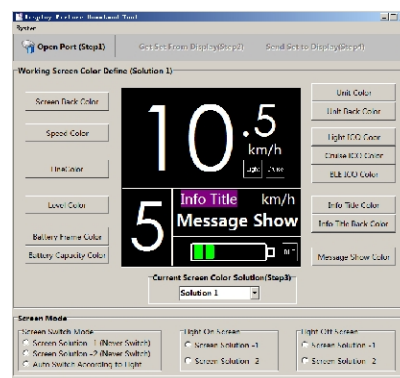 Display Picture Download Tool
System
Open Port (Step1)
Get Set From Display(Step2)
Send Set to Display(Step4)
Working Screen Color Define (Solution 1)
Screen Back Color
Speed Color
LineColor
Level Color
Battery Frame Color
Battery Capacity Color
10.5
km/h
Light
Cruise
5
Info Title
km/h
Message Show
Unit Color
Unit Back Color
Light ICO Coor
Cruise ICO Color
ELE ICO Color
Info Title Color
Info Title Back Color
Message Show Color
Current Screen Color Solution(Step3)
Solution 1
Screen Mode
Screen Switch Mode
Screen Solution -1 (Never Switch)
Screen Solution -2 (Never Switch)
Auto Switch According to Light
Light On Screen
Screen Solution -1
Screen Solution -2
Light Off Screen
Screen Solution -1
Screen Solution -2